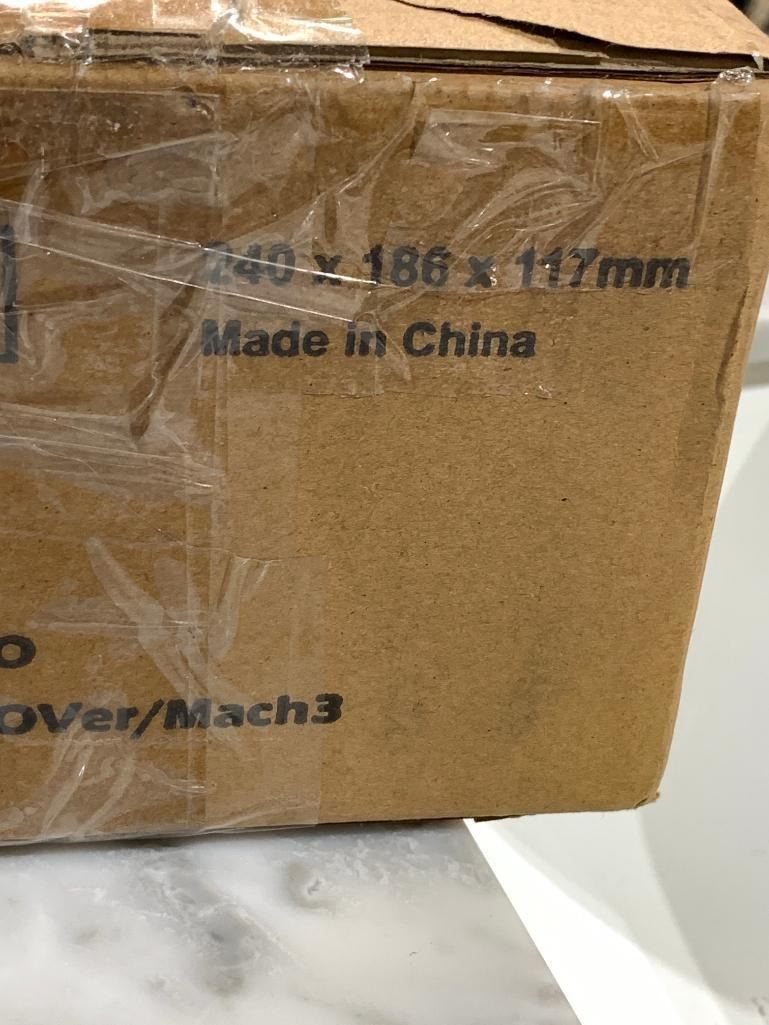 240 x 186 x 117mm
Made in China
o
OVer/Mach3